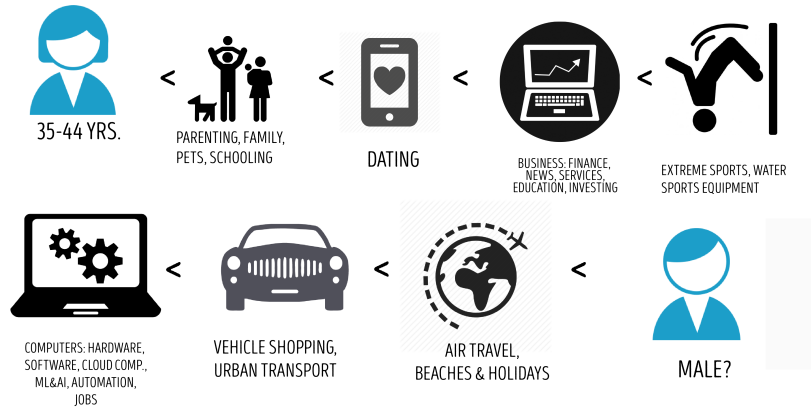 <
<
<
<
35-44 YRS.
PARENTING, FAMILY,
PETS, SCHOOLING
DATING
BUSINESS: FINANCE,
NEWS, SERVICES,
EDUCATION, INVESTING
EXTREME SPORTS, WATER
SPORTS EQUIPMENT
<
<
<
COMPUTERS: HARDWARE,
SOFTWARE, CLOUD COMP.,
ML&AI, AUTOMATION,
JOBS
VEHICLE SHOPPING,
URBAN TRANSPORT
AIR TRAVEL,
BEACHES & HOLIDAYS
MALE?